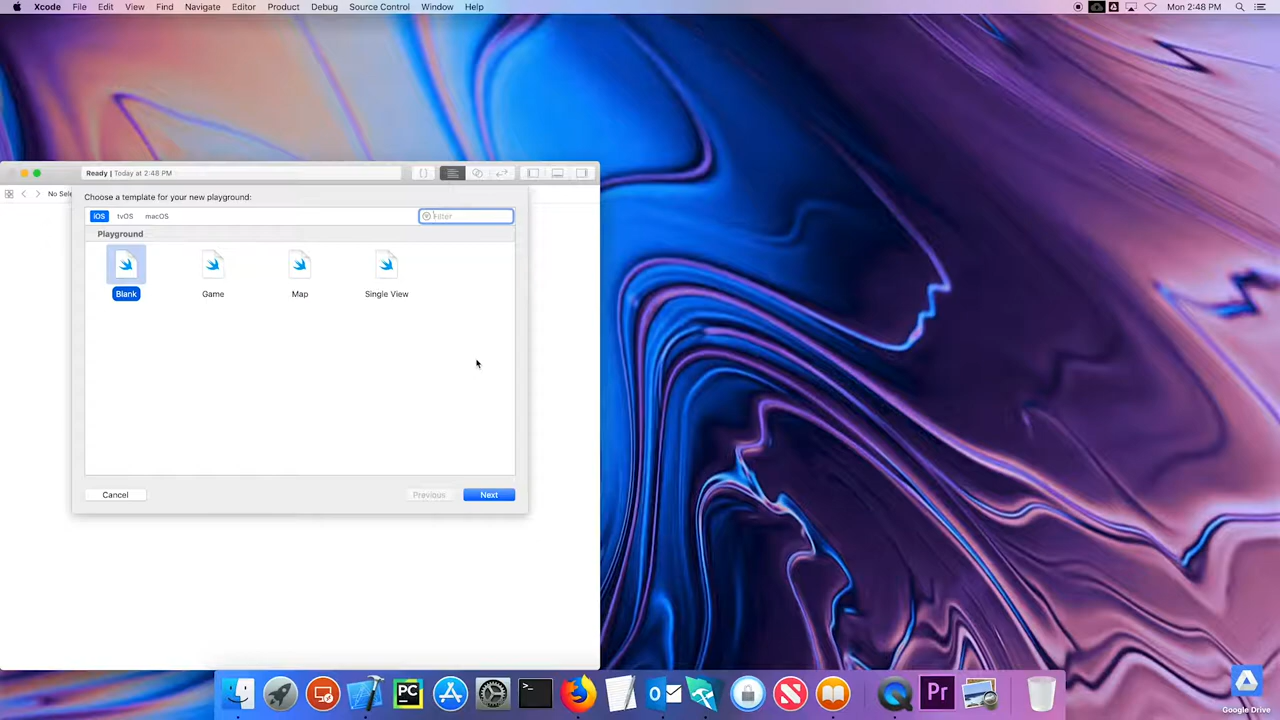 Xcode File Edit View Find Navigate Editor Product Debug Source Control Window Help Mon 2:48 PM
Ready | Today at 2:48 PM
No Sele
Choose a template for your new playground:
iOS tvOS macOS Filter
Playground
Blank Game Map Single View
Cancel Previous Next
PC >_ Pr
Google Drive